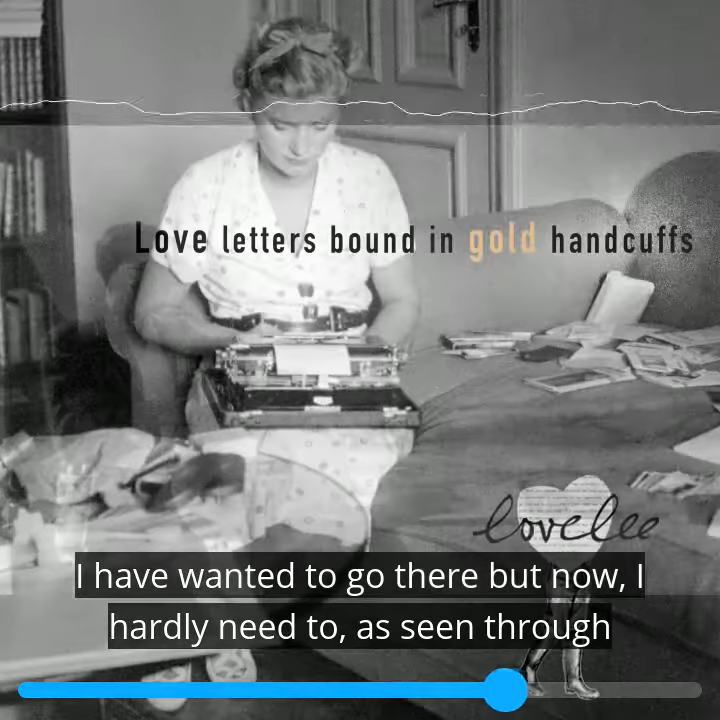 Love letters bound in gold handcuffs
lovelee
I have wanted to go there but now, I
hardly need to, as seen through